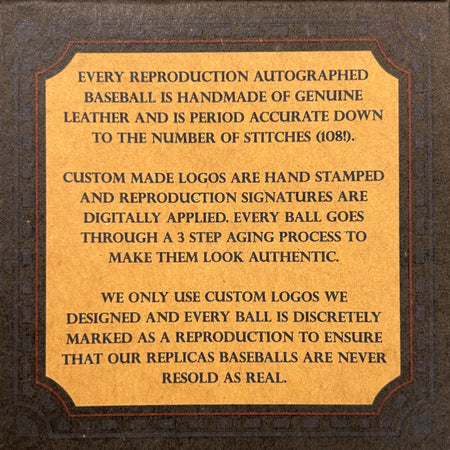 EVERY REPRODUCTION AUTOGRAPHED
BASEBALL IS HANDMADE OF GENUINE
LEATHER AND IS PERIOD ACCURATE DOWN
TO THE NUMBER OF STITCHES (108!).
CUSTOM MADE LOGOS ARE HAND STAMPED
AND REPRODUCTION SIGNATURES ARE
DIGITALLY APPLIED. EVERY BALL GOES
THROUGH A 3 STEP AGING PROCESS TO
MAKE THEM LOOK AUTHENTIC.
WE ONLY USE CUSTOM LOGOS WE
DESIGNED AND EVERY BALL IS DISCRETELY
MARKED AS A REPRODUCTION TO ENSURE
THAT OUR REPLICAS BASEBALLS ARE NEVER
RESOLD AS REAL.